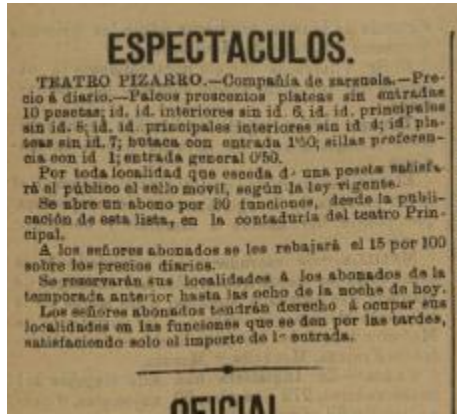 ESPECTACULOS.
TEATRO PIZARRO.—Compañía de zarzuela.—Pre-
cio á diario.—Palcos proscenios plateas sin entradas
10 pesetas; id. id. interiores sin id. 6; id. id. principales
sin id. 8; id. id. principales interiores sin id 4; id. pla-
teas sin id. 7; butaca con entrada 1'50; sillas preferen-
cia con id 1; entrada general 0'50.
Por toda localidad que esceda de una peseta satisfa-
rá el público el sello móvil, según la ley vigente.
Se abre un abono por 30 funciones, desde la publi-
cación de esta lista, en la contaduría del teatro Prin-
cipal.
A los señores abonados se les rebajará el 15 por 100
sobre los precios diarios.
Se reservarán sus localidades á los abonados de la
temporada anterior hasta las ocho de la noche de hoy.
Los señores abonados tendrán derecho á ocupar sus
localidades en las funciones que se den por las tardes,
satisfaciendo solo el importe de la entrada.
OFICIAL